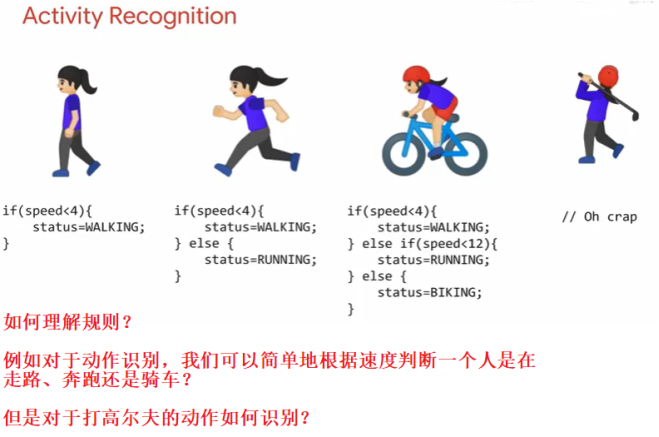 Activity Recognition
if(speed<4){
    status=WALKING;
}
if(speed<4){
    status=WALKING;
} else {
    status=RUNNING;
}
if(speed<4){
    status=WALKING;
} else if(speed<12){
    status=RUNNING;
} else {
    status=BIKING;
}
// Oh crap
如何理解规则？
例如对于动作识别，我们可以简单地根据速度判断一个人是在
走路、奔跑还是骑车？
但是对于打高尔夫的动作如何识别？